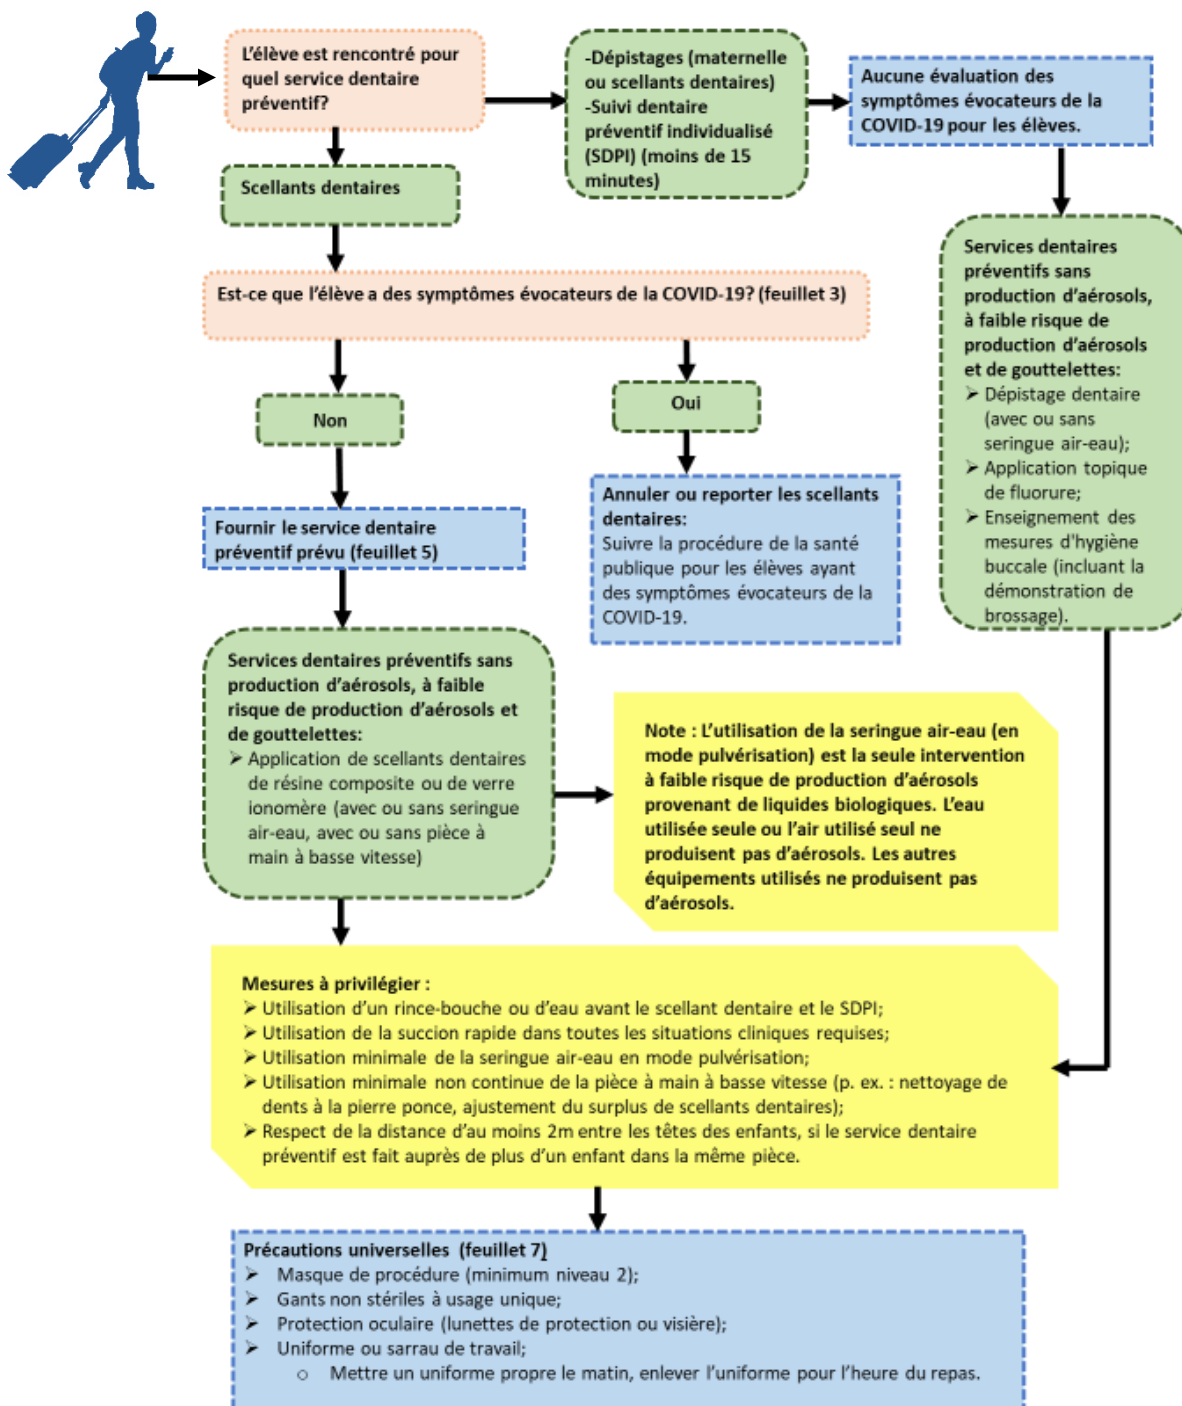 L’élève est rencontré pour
quel service dentaire
préventif?
-Dépistages (maternelle
ou scellants dentaires)
-Suivi dentaire
préventif individualisé
(SDPI) (moins de 15
minutes)
Aucune évaluation des
symptômes évocateurs de la
COVID-19 pour les élèves.
Scellants dentaires
Est-ce que l’élève a des symptômes évocateurs de la COVID-19? (feuillet 3)
Non
Oui
Fournir le service dentaire
préventif prévu (feuillet 5)
Annuler ou reporter les scellants
dentaires:
Suivre la procédure de la santé
publique pour les élèves ayant
des symptômes évocateurs de la
COVID-19.
Services dentaires
préventifs sans
production d’aérosols,
à faible risque de
production d’aérosols
et de gouttelettes:
➢ Dépistage dentaire
(avec ou sans
seringue air-eau);
➢ Application topique
de fluorure;
➢ Enseignement des
mesures d'hygiène
buccale (incluant la
démonstration de
brossage).
Services dentaires préventifs sans
production d’aérosols, à faible
risque de production d’aérosols et
de gouttelettes:
➢ Application de scellants dentaires
de résine composite ou de verre
ionomère (avec ou sans seringue
air-eau, avec ou sans pièce à
main à basse vitesse)
Note : L’utilisation de la seringue air-eau (en
mode pulvérisation) est la seule intervention
à faible risque de production d’aérosols
provenant de liquides biologiques. L’eau
utilisée seule ou l’air utilisé seul ne
produisent pas d’aérosols. Les autres
équipements utilisés ne produisent pas
d’aérosols.
Mesures à privilégier :
➢ Utilisation d’un rince-bouche ou d’eau avant le scellant dentaire et le SDPI;
➢ Utilisation de la succion rapide dans toutes les situations cliniques requises;
➢ Utilisation minimale de la seringue air-eau en mode pulvérisation;
➢ Utilisation minimale non continue de la pièce à main à basse vitesse (p. ex. : nettoyage de
dents à la pierre ponce, ajustement du surplus de scellants dentaires);
➢ Respect de la distance d’au moins 2m entre les têtes des enfants, si le service dentaire
préventif est fait auprès de plus d’un enfant dans la même pièce.
Précautions universelles (feuillet 7)
➢ Masque de procédure (minimum niveau 2);
➢ Gants non stériles à usage unique;
➢ Protection oculaire (lunettes de protection ou visière);
➢ Uniforme ou sarrau de travail;
o Mettre un uniforme propre le matin, enlever l’uniforme pour l’heure du repas.